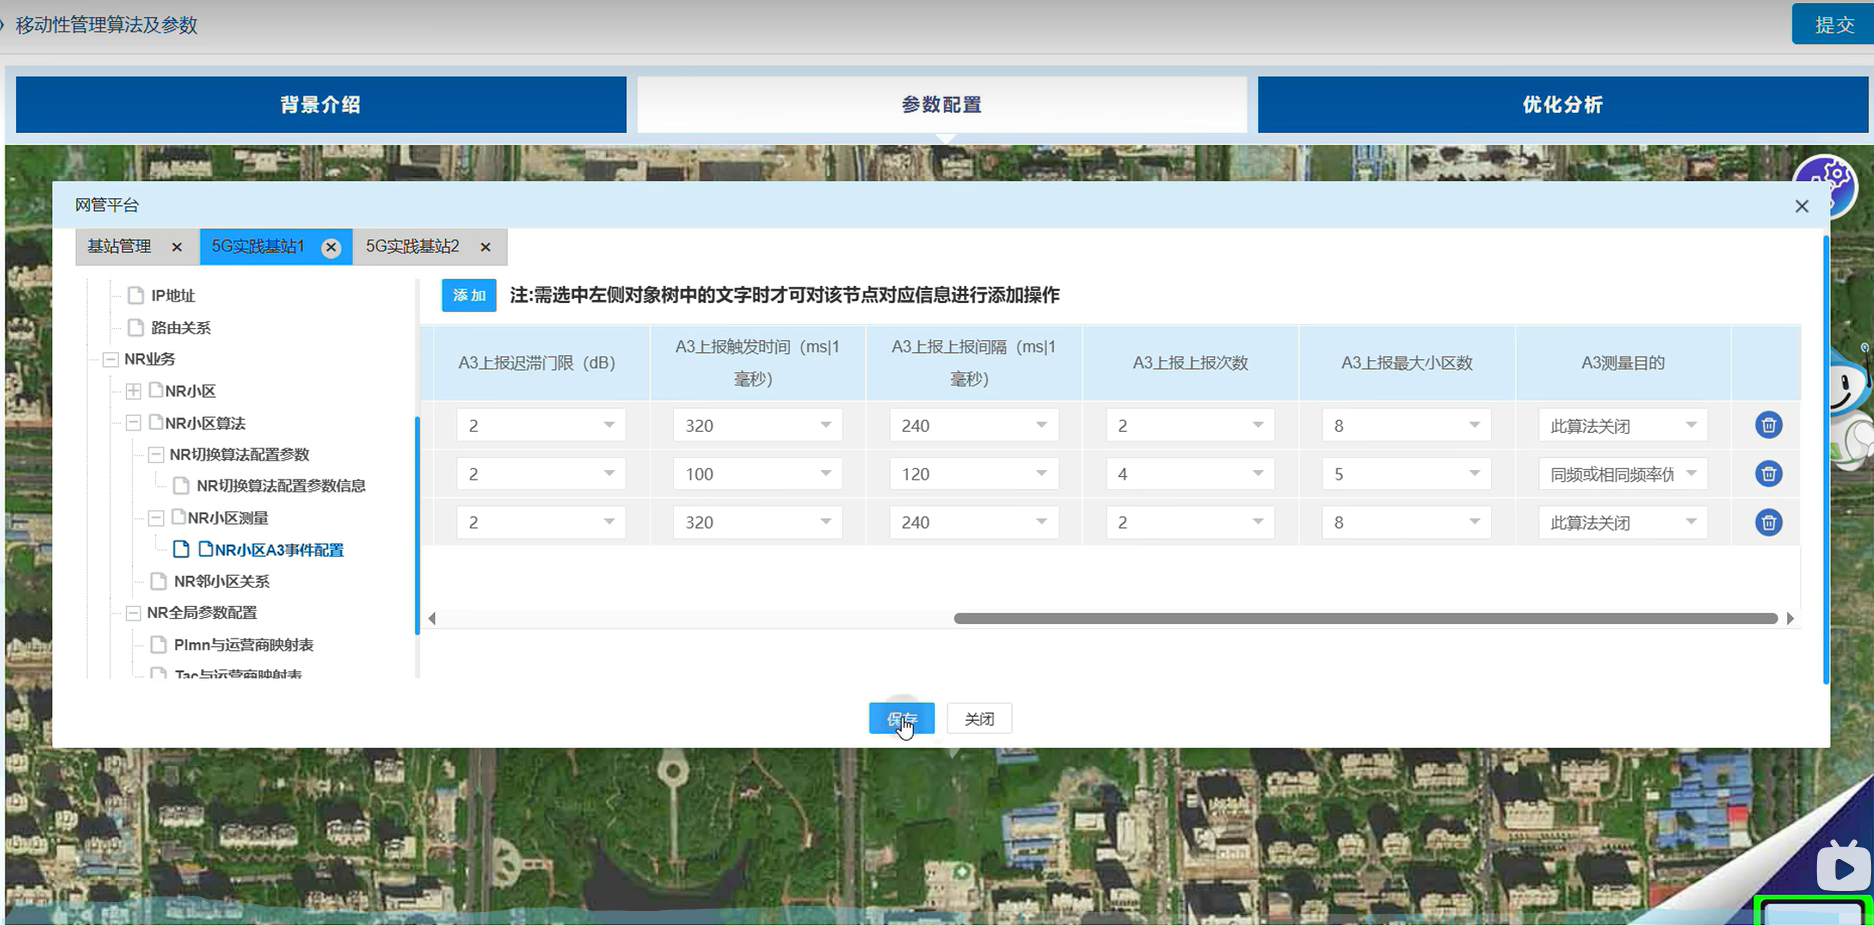 移动性管理算法及参数
提交
背景介绍
参数配置
优化分析
网管平台
基站管理
5G实践基站1
5G实践基站2
IP地址
路由关系
NR业务
NR小区
NR小区算法
NR切换算法配置参数
NR切换算法配置参数信息
NR小区测量
NR小区A3事件配置
NR邻小区关系
NR全局参数配置
Plmn与运营商映射表
Tac与运营商映射表
添加 注:需选中左侧对象树中的文字时才可对该节点对应信息进行添加操作
A3上报迟滞门限（dB）
A3上报触发时间（ms|1
毫秒）
A3上报上报间隔（ms|1
毫秒）
A3上报上报次数
A3上报最大小区数
A3测量目的
2 320 240 2 8 此算法关闭
2 100 120 4 5 同频或相同频率优
2 320 240 2 8 此算法关闭
保存
关闭